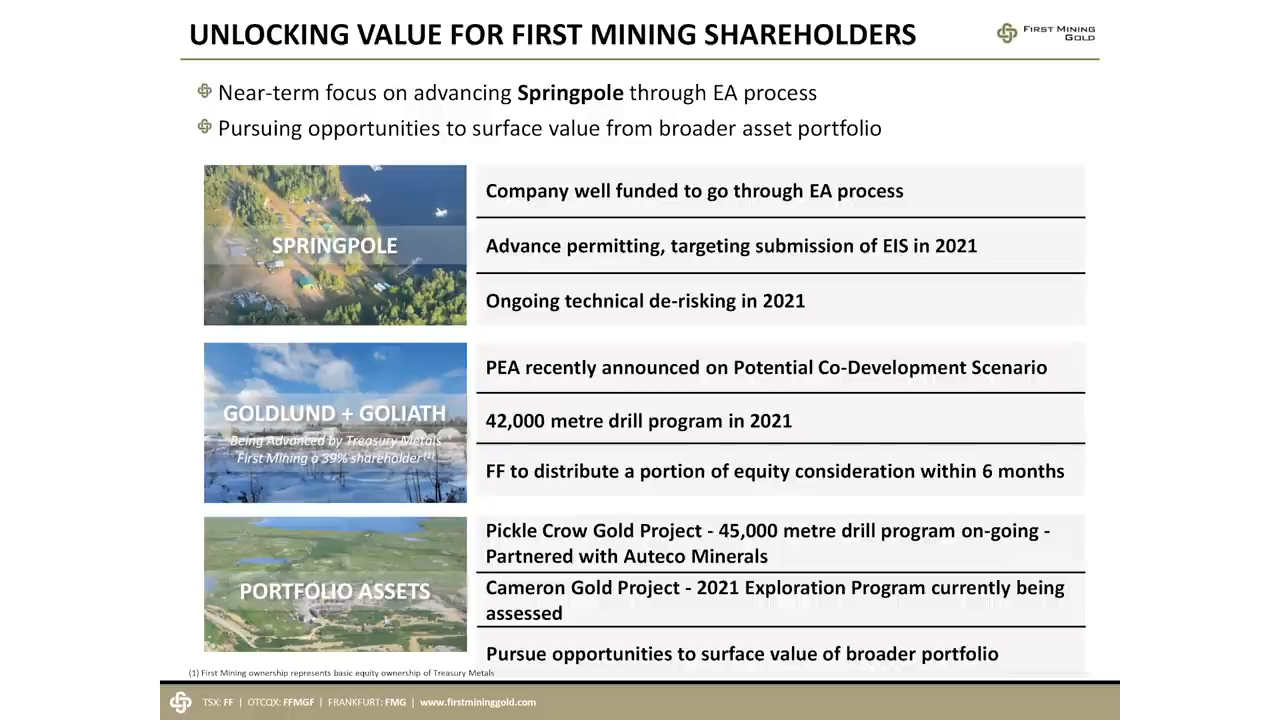 UNLOCKING VALUE FOR FIRST MINING SHAREHOLDERS
FIRST MINING
GOLD
Near-term focus on advancing Springpole through EA process
Pursuing opportunities to surface value from broader asset portfolio
SPRINGPOLE
Company well funded to go through EA process
Advance permitting, targeting submission of EIS in 2021
Ongoing technical de-risking in 2021
GOLDLUND + GOLIATH
Being Advanced by Treasury Metals
First Mining a 39% shareholder(1)
PEA recently announced on Potential Co-Development Scenario
42,000 metre drill program in 2021
FF to distribute a portion of equity consideration within 6 months
PORTFOLIO ASSETS
Pickle Crow Gold Project - 45,000 metre drill program on-going -
Partnered with Auteco Minerals
Cameron Gold Project - 2021 Exploration Program currently being
assessed
Pursue opportunities to surface value of broader portfolio
(1) First Mining ownership represents basic equity ownership of Treasury Metals
TSX: FF | OTCQX: FFMGF | FRANKFURT: FMG | www.firstmininggold.com